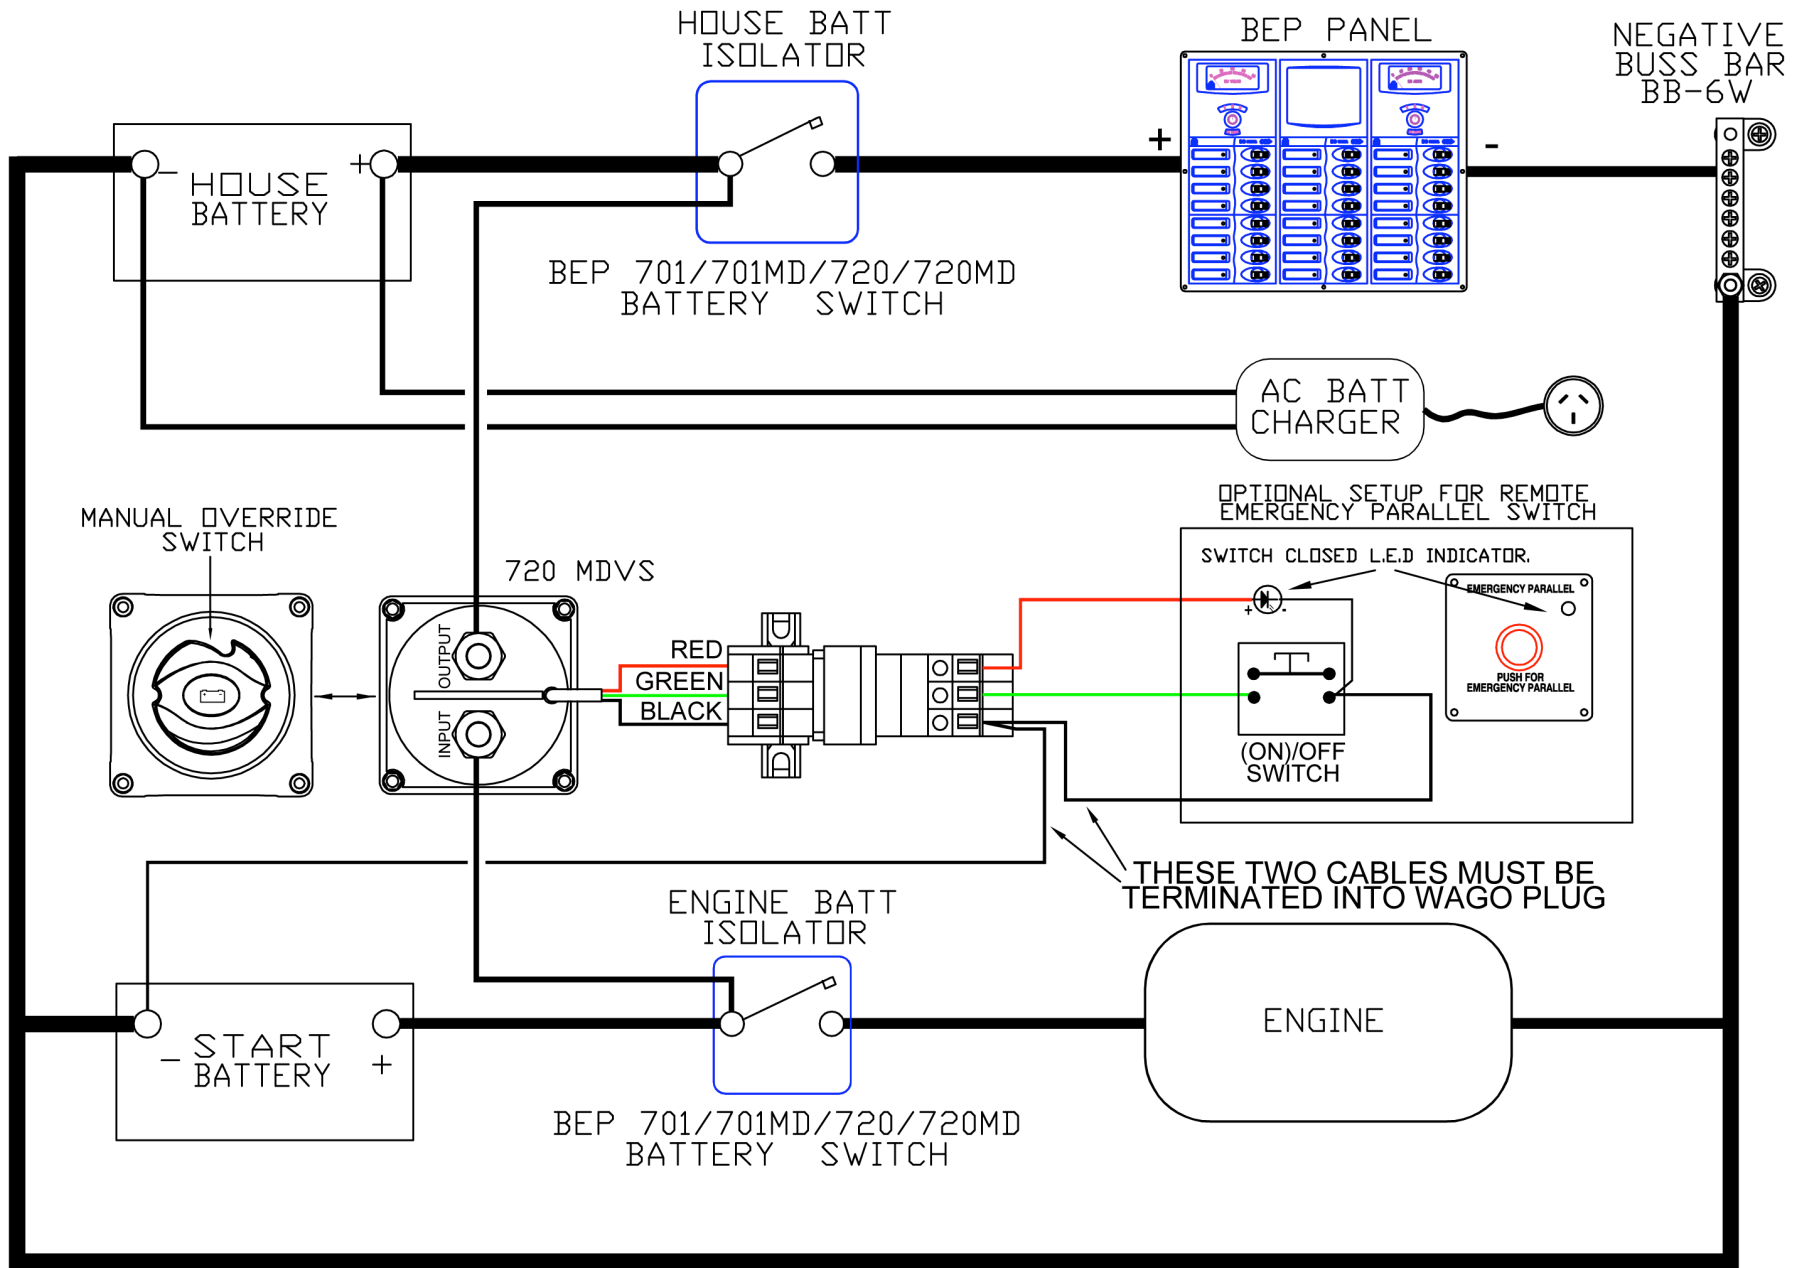 HOUSE BATT
ISOLATOR
BEP PANEL
NEGATIVE
BUSS BAR
BB-6W
+
-
- +
HOUSE
BATTERY
BEP 701/701MD/720/720MD
BATTERY SWITCH
AC BATT
CHARGER
MANUAL OVERRIDE
SWITCH
720 MDVS
OUTPUT
INPUT
RED
GREEN
BLACK
OPTIONAL SETUP FOR REMOTE
EMERGENCY PARALLEL SWITCH
SWITCH CLOSED L.E.D INDICATOR.
+ -
EMERGENCY PARALLEL
PUSH FOR
EMERGENCY PARALLEL
(ON)/OFF
SWITCH
THESE TWO CABLES MUST BE
TERMINATED INTO WAGO PLUG
ENGINE BATT
ISOLATOR
START
BATTERY
- +
ENGINE
BEP 701/701MD/720/720MD
BATTERY SWITCH